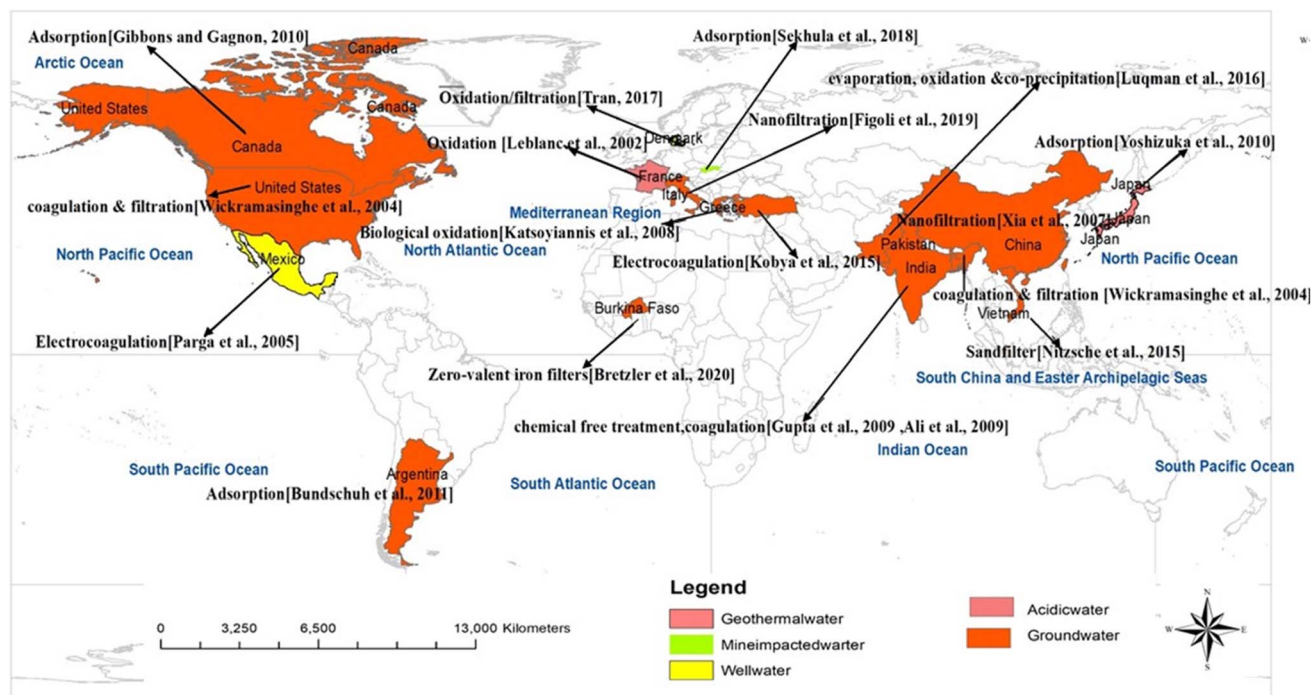 Adsorption[Gibbons and Gagnon, 2010]
Canada
Adsorption[Sekhula et al., 2018]
Arctic Ocean
evaporation, oxidation &co-precipitation[Luqman et al., 2016]
United States
Canada
Oxidation/filtration[Tran, 2017]
Nanofiltration[Figoli et al., 2019]
Denmark
Canada
Oxidation [Leblanc et al., 2002]
Adsorption[Yoshizuka et al., 2010]
France
Japan
United States
Italy
coagulation & filtration[Wickramasinghe et al., 2004]
Greece
Mediterranean Region
Nanofiltration[Xia et al., 2007]
Japan
Biological oxidation[Katsoyiannis et al., 2008]
Japan
Pakistan
China
North Pacific Ocean
North Atlantic Ocean
Mexico
Electrocoagulation[Kobya et al., 2015]
India
North Pacific Ocean
coagulation & filtration [Wickramasinghe et al., 2004]
Burkina Faso
Vietnam
Electrocoagulation[Parga et al., 2005]
Sandfilter[Nitzsche et al., 2015]
Zero-valent iron filters[Bretzler et al., 2020]
South China and Easter Archipelagic Seas
chemical free treatment,coagulation[Gupta et al., 2009 ,Ali et al., 2009]
Indian Ocean
South Pacific Ocean
Argentina
South Pacific Ocean
South Atlantic Ocean
Adsorption[Bundschuh et al., 2011]
Legend
Geothermalwater
Mineimpactedwarter
Wellwater
Acidicwater
Groundwater
0 3,250 6,500 13,000 Kilometers
N
W E
S